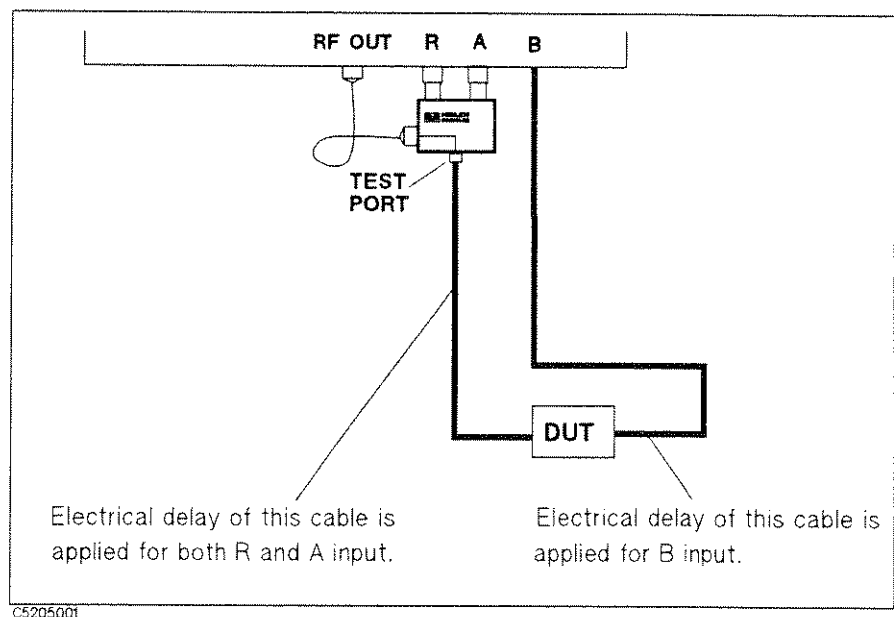 RF OUT R A B
TEST
PORT
DUT
Electrical delay of this cable is
applied for both R and A input.
Electrical delay of this cable is
applied for B input.
C5205001